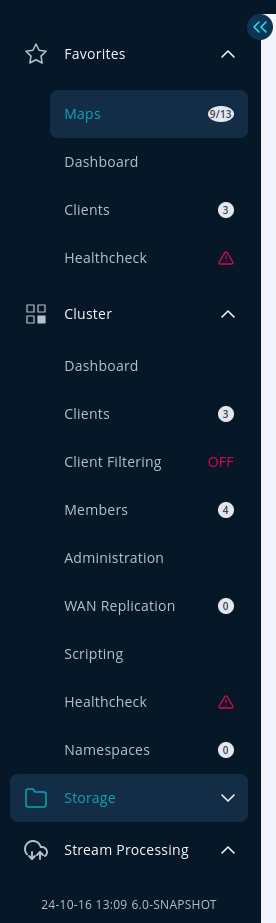 Favorites
Maps 9/13
Dashboard
Clients 3
Healthcheck
Cluster
Dashboard
Clients 3
Client Filtering OFF
Members 4
Administration
WAN Replication 0
Scripting
Healthcheck
Namespaces 0
Storage
Stream Processing
24-10-16 13:09 6.0-SNAPSHOT